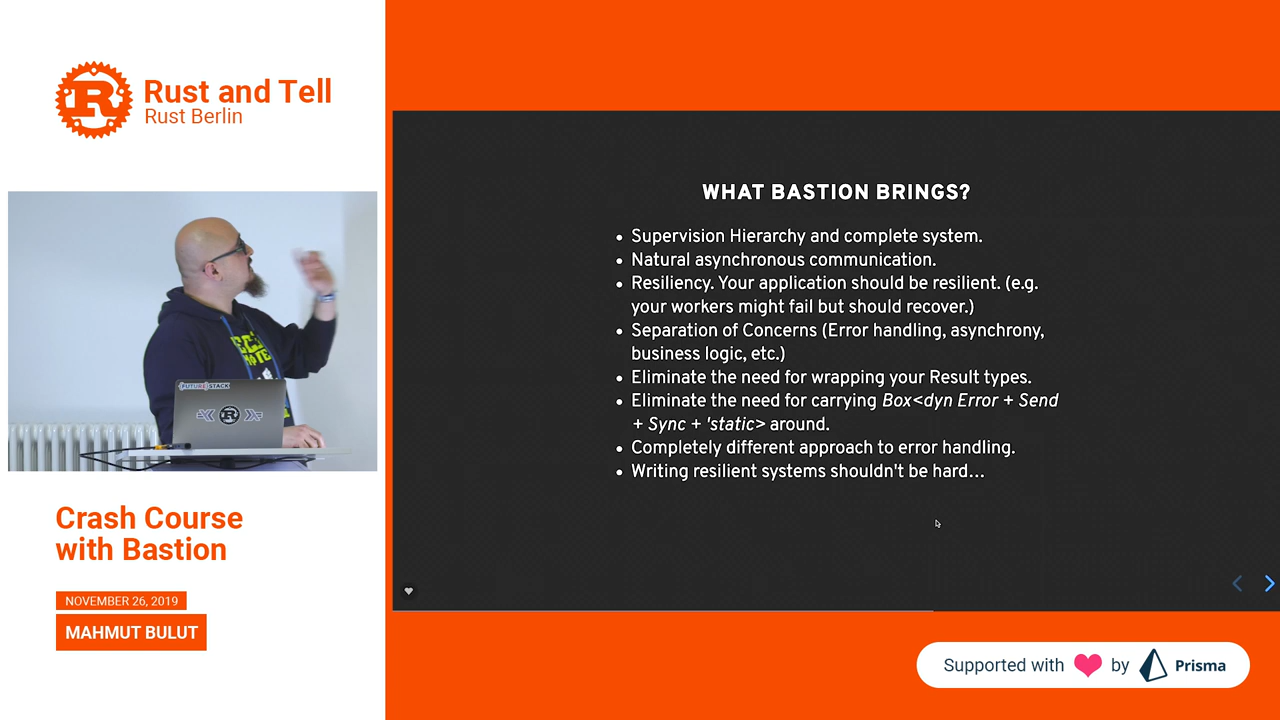 Rust and Tell
Rust Berlin
FUTURESTACK
R
Crash Course
with Bastion
NOVEMBER 26, 2019
MAHMUT BULUT
WHAT BASTION BRINGS?
• Supervision Hierarchy and complete system.
• Natural asynchronous communication.
• Resiliency. Your application should be resilient. (e.g.
your workers might fail but should recover.)
• Separation of Concerns (Error handling, asynchrony,
business logic, etc.)
• Eliminate the need for wrapping your Result types.
• Eliminate the need for carrying Box<dyn Error + Send
+ Sync + 'static> around.
• Completely different approach to error handling.
• Writing resilient systems shouldn't be hard...
Supported with ❤ by Prisma